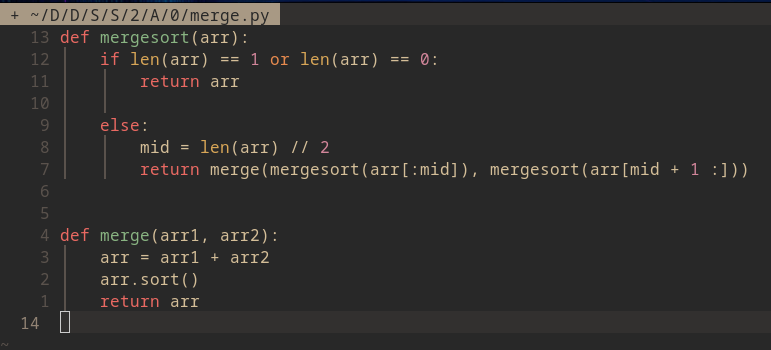 + ~/D/D/S/S/2/A/0/merge.py
13 def mergesort(arr):
12     if len(arr) == 1 or len(arr) == 0:
11         return arr
10
9     else:
8         mid = len(arr) // 2
7         return merge(mergesort(arr[:mid]), mergesort(arr[mid + 1 :]))
6
5
4 def merge(arr1, arr2):
3     arr = arr1 + arr2
2     arr.sort()
1     return arr
14
~